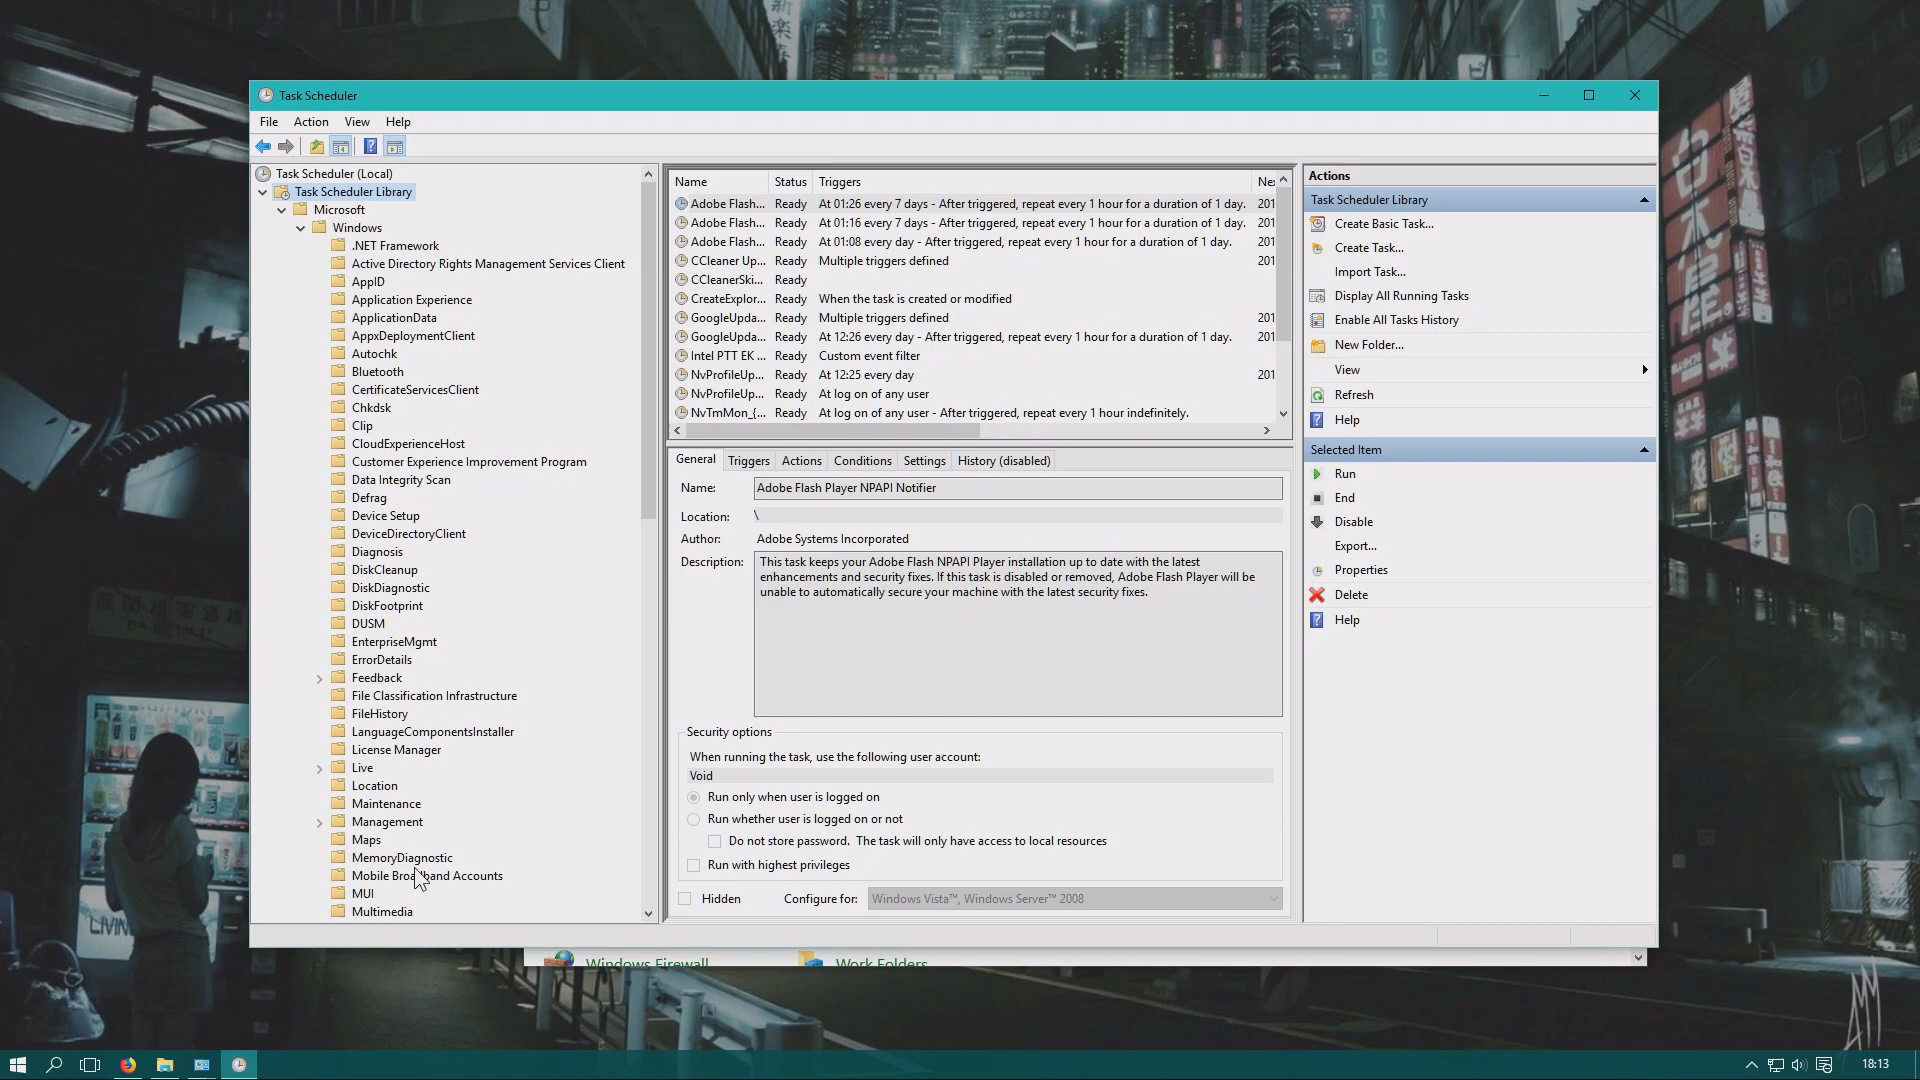 Task Scheduler
File Action View Help
Task Scheduler (Local)
Task Scheduler Library
Microsoft
Windows
.NET Framework
Active Directory Rights Management Services Client
AppID
Application Experience
ApplicationData
AppxDeploymentClient
Autochk
Bluetooth
CertificateServicesClient
Chkdsk
Clip
CloudExperienceHost
Customer Experience Improvement Program
Data Integrity Scan
Defrag
Device Setup
DeviceDirectoryClient
Diagnosis
DiskCleanup
DiskDiagnostic
DiskFootprint
DUSM
EnterpriseMgmt
ErrorDetails
Feedback
File Classification Infrastructure
FileHistory
LanguageComponentsInstaller
License Manager
Live
Location
Maintenance
Management
Maps
MemoryDiagnostic
Mobile Broadband Accounts
MUI
Multimedia
Name Status Triggers Nex
Adobe Flash... Ready At 01:26 every 7 days - After triggered, repeat every 1 hour for a duration of 1 day. 201
Adobe Flash... Ready At 01:16 every 7 days - After triggered, repeat every 1 hour for a duration of 1 day. 201
Adobe Flash... Ready At 01:08 every day - After triggered, repeat every 1 hour for a duration of 1 day. 201
CCleaner Up... Ready Multiple triggers defined 201
CCleanerSki... Ready
CreateExplor... Ready When the task is created or modified
GoogleUpda... Ready Multiple triggers defined 201
GoogleUpda... Ready At 12:26 every day - After triggered, repeat every 1 hour for a duration of 1 day. 201
Intel PTT EK ... Ready Custom event filter
NvProfileUp... Ready At 12:25 every day 201
NvProfileUp... Ready At log on of any user
NvTmMon_{... Ready At log on of any user - After triggered, repeat every 1 hour indefinitely.
General Triggers Actions Conditions Settings History (disabled)
Name: Adobe Flash Player NPAPI Notifier
Location: \
Author: Adobe Systems Incorporated
Description: This task keeps your Adobe Flash NPAPI Player installation up to date with the latest
enhancements and security fixes. If this task is disabled or removed, Adobe Flash Player will be
unable to automatically secure your machine with the latest security fixes.
Security options
When running the task, use the following user account:
Void
Run only when user is logged on
Run whether user is logged on or not
Do not store password. The task will only have access to local resources
Run with highest privileges
Hidden Configure for: Windows Vista™, Windows Server™ 2008
Actions
Task Scheduler Library
Create Basic Task...
Create Task...
Import Task...
Display All Running Tasks
Enable All Tasks History
New Folder...
View
Refresh
Help
Selected Item
Run
End
Disable
Export...
Properties
Delete
Help
Windows Firewall Work Folders
LIVIN
18:13